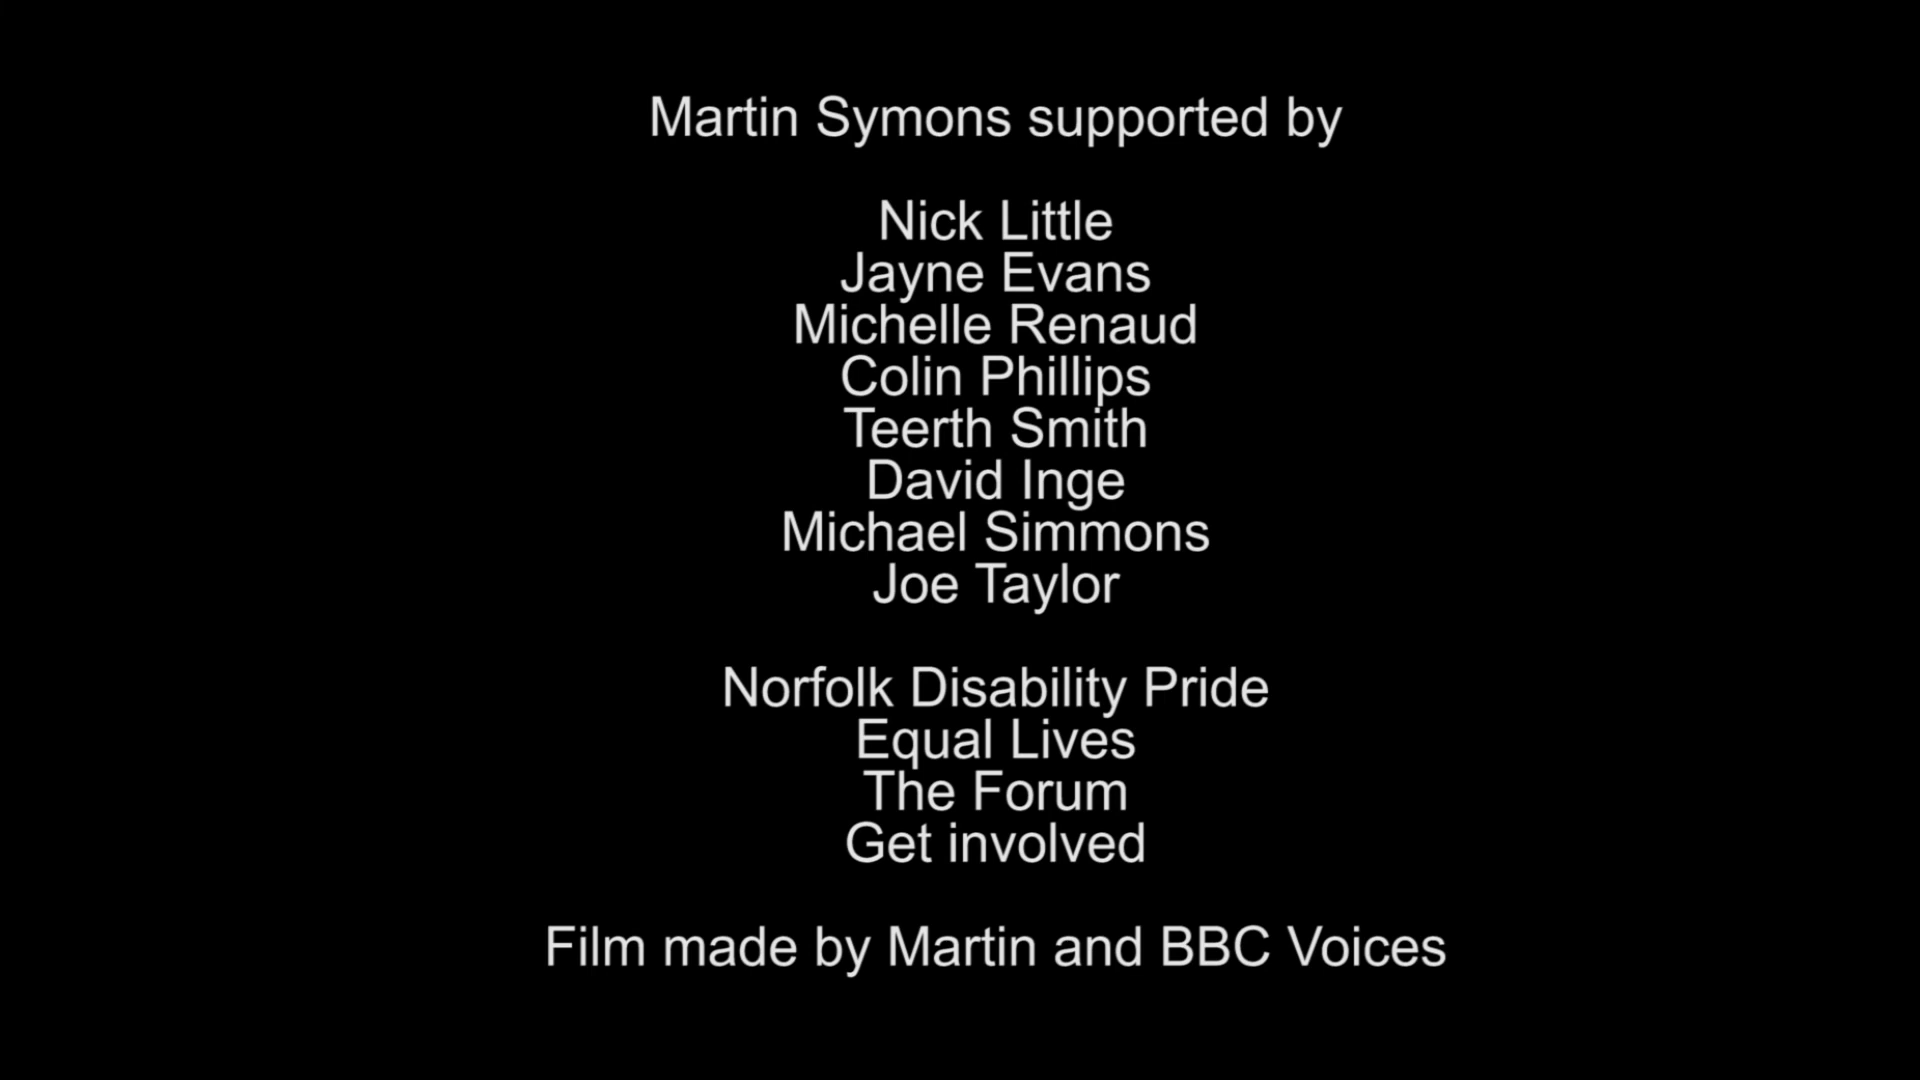 Martin Symons supported by
Nick Little
Jayne Evans
Michelle Renaud
Colin Phillips
Teerth Smith
David Inge
Michael Simmons
Joe Taylor
Norfolk Disability Pride
Equal Lives
The Forum
Get involved
Film made by Martin and BBC Voices